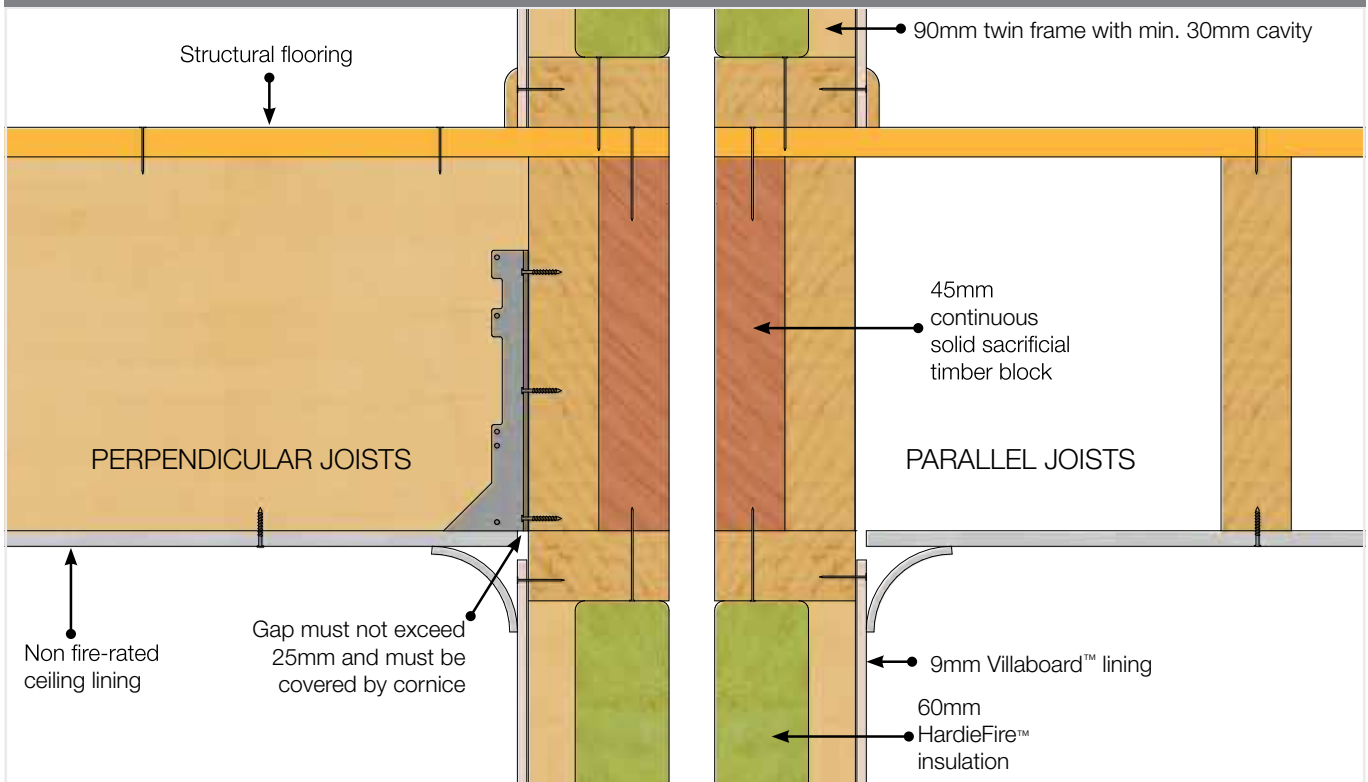 90mm twin frame with min. 30mm cavity
Structural flooring
45mm
continuous
solid sacrificial
timber block
PERPENDICULAR JOISTS
PARALLEL JOISTS
Non fire-rated
ceiling lining
Gap must not exceed
25mm and must be
covered by cornice
9mm Villaboard™ lining
60mm
HardieFire™
insulation